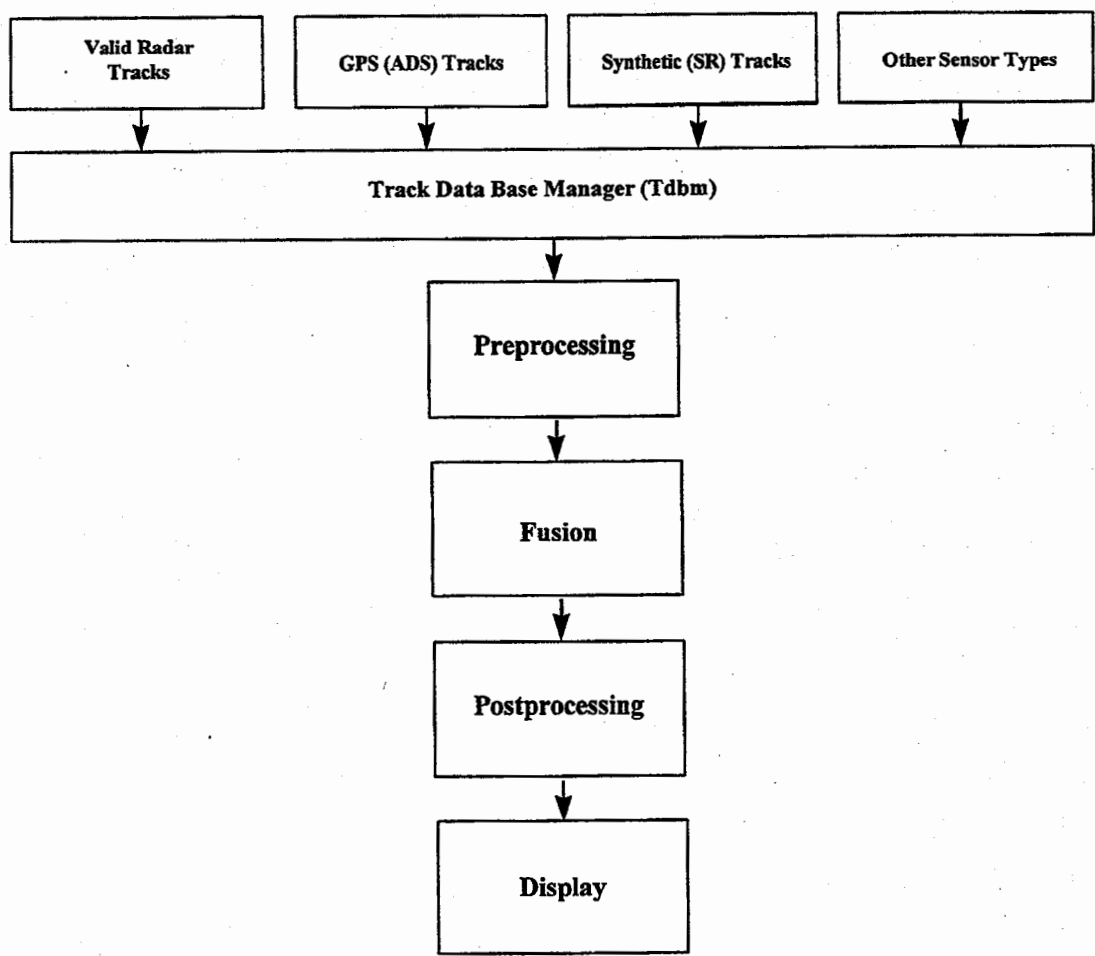 Valid Radar
Tracks
GPS (ADS) Tracks
Synthetic (SR) Tracks
Other Sensor Types
Track Data Base Manager (Tdbm)
Preprocessing
Fusion
Postprocessing
Display